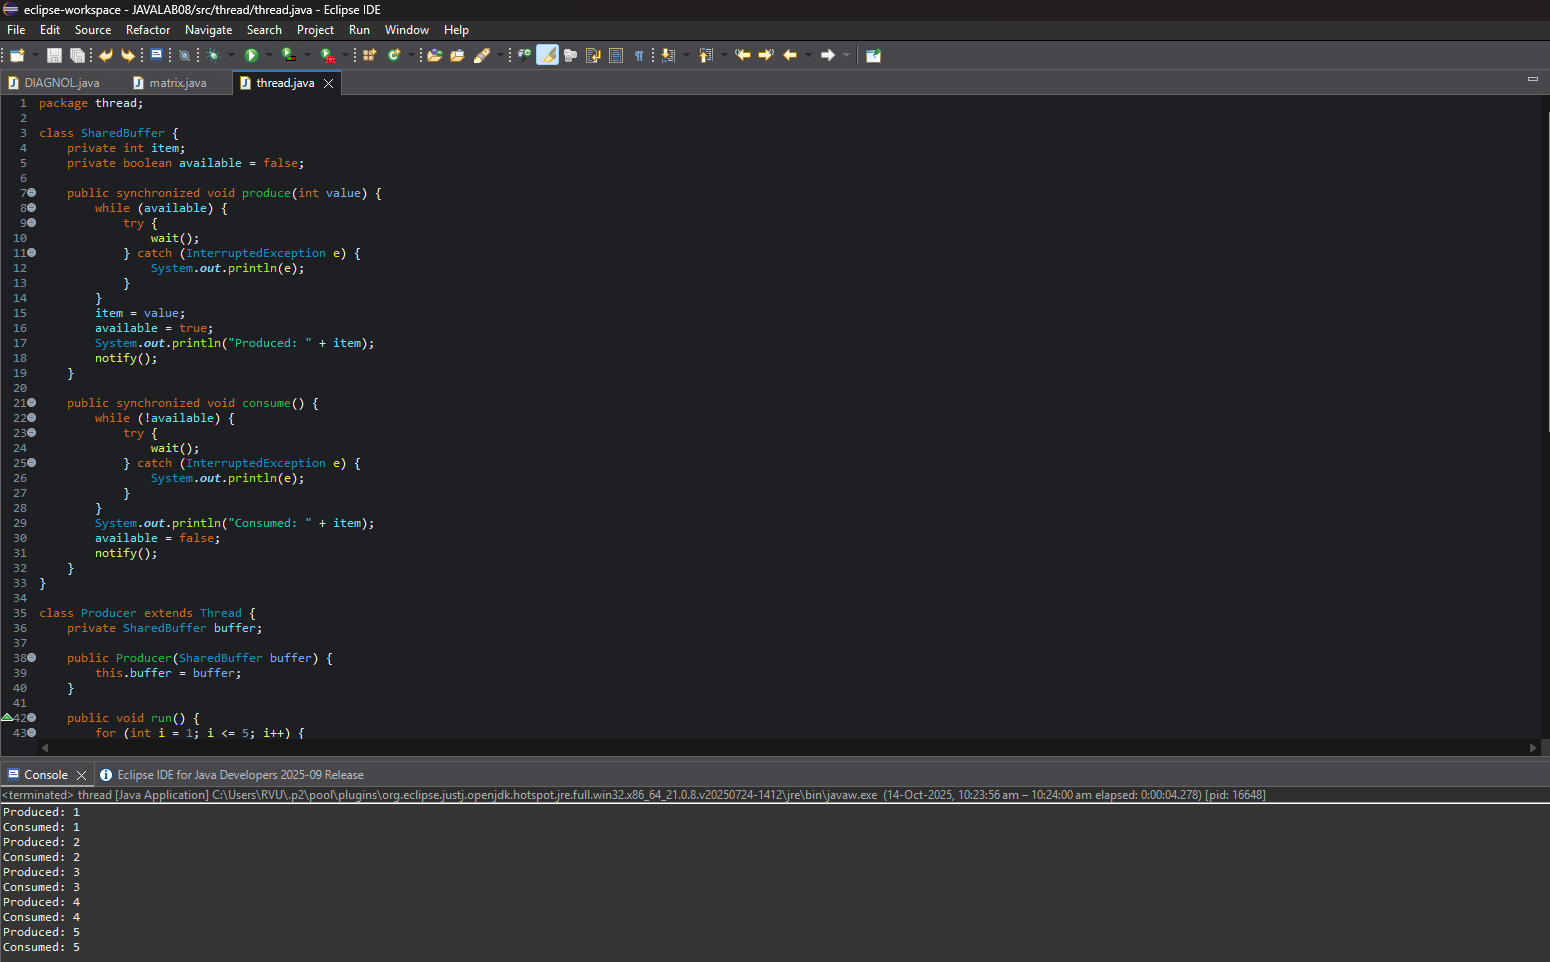 eclipse-workspace - JAVALAB08/src/thread/thread.java - Eclipse IDE
File Edit Source Refactor Navigate Search Project Run Window Help
DIAGNOL.java matrix.java thread.java
1 package thread;
2
3 class SharedBuffer {
4     private int item;
5     private boolean available = false;
6
7     public synchronized void produce(int value) {
8         while (available) {
9             try {
10                 wait();
11             } catch (InterruptedException e) {
12                 System.out.println(e);
13             }
14         }
15         item = value;
16         available = true;
17         System.out.println("Produced: " + item);
18         notify();
19     }
20
21     public synchronized void consume() {
22         while (!available) {
23             try {
24                 wait();
25             } catch (InterruptedException e) {
26                 System.out.println(e);
27             }
28         }
29         System.out.println("Consumed: " + item);
30         available = false;
31         notify();
32     }
33 }
34
35 class Producer extends Thread {
36     private SharedBuffer buffer;
37
38     public Producer(SharedBuffer buffer) {
39         this.buffer = buffer;
40     }
41
42     public void run() {
43         for (int i = 1; i <= 5; i++) {
Console Eclipse IDE for Java Developers 2025-09 Release
<terminated> thread [Java Application] C:\Users\RVU\.p2\pool\plugins\org.eclipse.justj.openjdk.hotspot.jre.full.win32.x86_64_21.0.8.v20250724-1412\jre\bin\javaw.exe (14-Oct-2025, 10:23:56 am – 10:24:00 am elapsed: 0:00:04.278) [pid: 16648]
Produced: 1
Consumed: 1
Produced: 2
Consumed: 2
Produced: 3
Consumed: 3
Produced: 4
Consumed: 4
Produced: 5
Consumed: 5